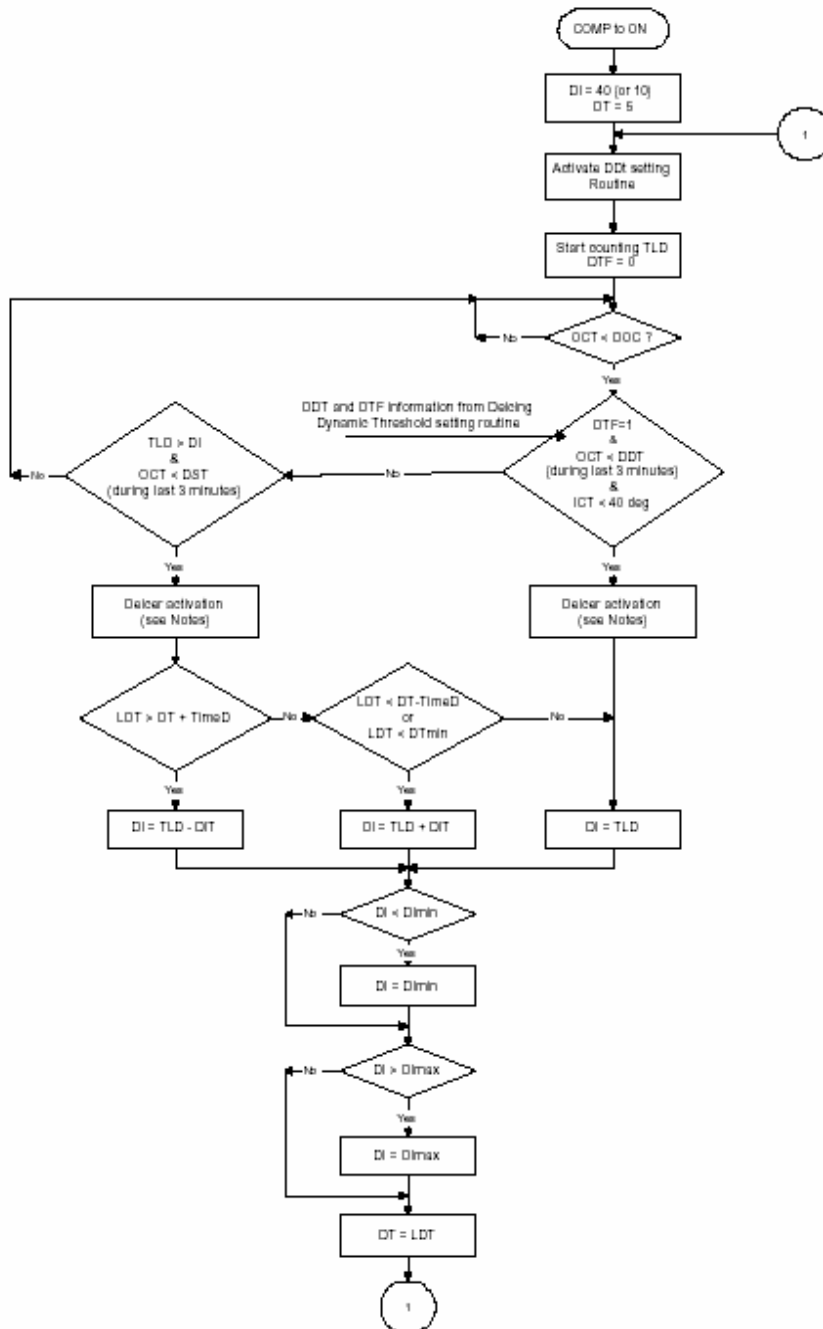 COMP to ON
DI = 40 (or 10)
DT = 5
1
Activate DDt setting
Routine
Start counting TLD
DTF = 0
OCT < DOC ?
No
Yes
DDT and DTF information from Deicing
Dynamic Threshold setting routine
DTF=1
&
OCT < DDT
(during last 3 minutes)
&
ICT < 40 deg
No
TLD > DI
&
OCT < DST
(during last 3 minutes)
No
Yes
Yes
Deicer activation
(see Notes)
Deicer activation
(see Notes)
LDT > DT + TimeD
No
LDT < DT-TimeD
or
LDT < DTmin
No
Yes
Yes
DI = TLD - DIT
DI = TLD + DIT
DI = TLD
DI < DImin
No
Yes
DI = DImin
DI > DImax
No
Yes
DI = DImax
DT = LDT
1